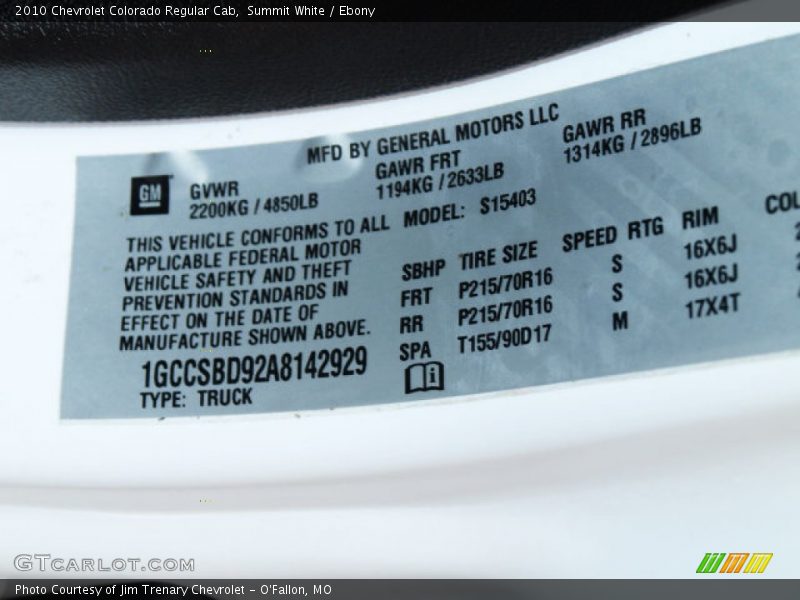 2010 Chevrolet Colorado Regular Cab, Summit White / Ebony
MFD BY GENERAL MOTORS LLC
GM
GVWR
2200KG / 4850LB
GAWR FRT
1194KG / 2633LB
GAWR RR
1314KG / 2896LB
THIS VEHICLE CONFORMS TO ALL
APPLICABLE FEDERAL MOTOR
VEHICLE SAFETY AND THEFT
PREVENTION STANDARDS IN
EFFECT ON THE DATE OF
MANUFACTURE SHOWN ABOVE.
1GCCSBD92A8142929
TYPE: TRUCK
MODEL: S15403
SBHP TIRE SIZE SPEED RTG RIM COL
FRT P215/70R16 S 16X6J
RR P215/70R16 S 16X6J
SPA T155/90D17 M 17X4T
GTCARLOT.COM
Photo Courtesy of Jim Trenary Chevrolet - O'Fallon, MO